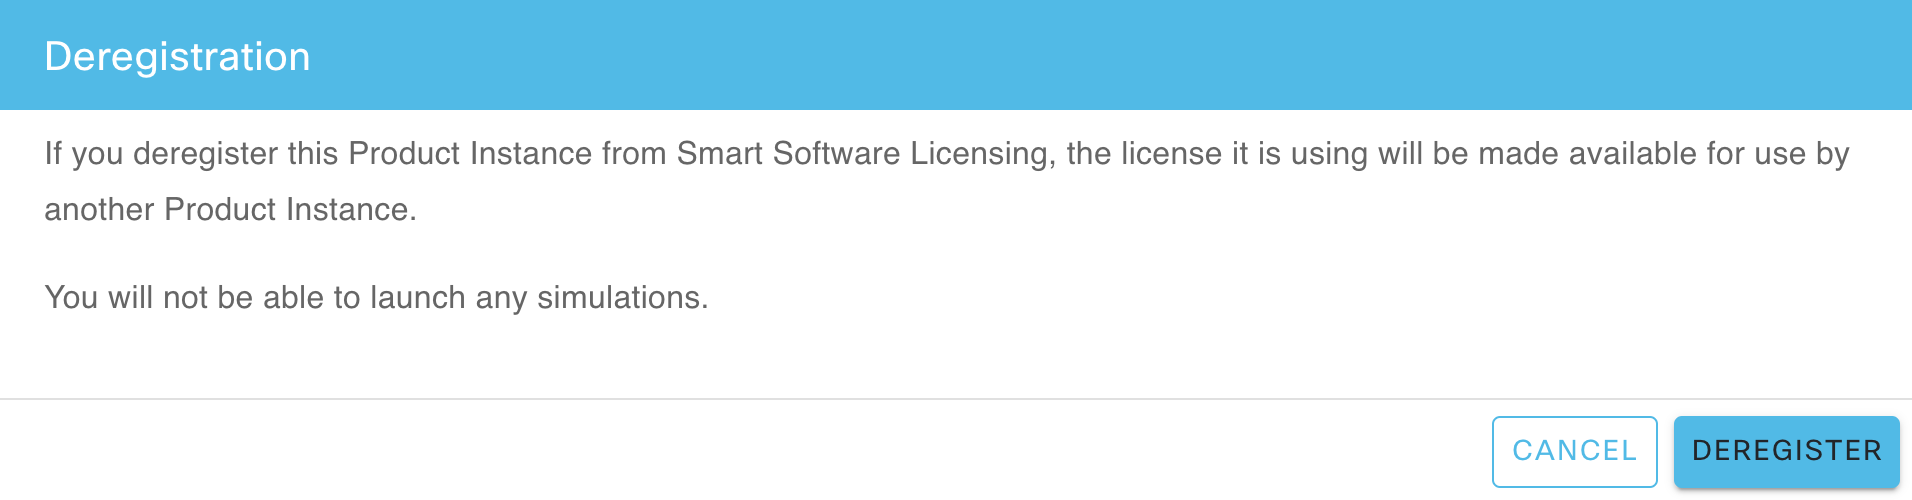 Deregistration
If you deregister this Product Instance from Smart Software Licensing, the license it is using will be made available for use by
another Product Instance.
You will not be able to launch any simulations.
CANCEL DEREGISTER